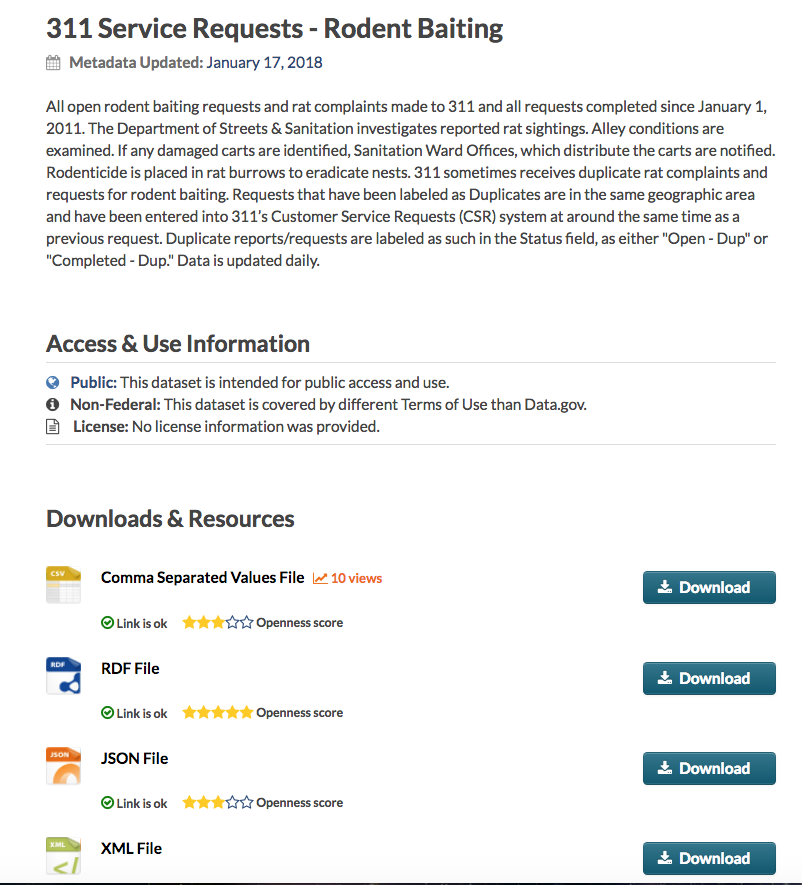 311 Service Requests - Rodent Baiting
Metadata Updated: January 17, 2018
All open rodent baiting requests and rat complaints made to 311 and all requests completed since January 1,
2011. The Department of Streets & Sanitation investigates reported rat sightings. Alley conditions are
examined. If any damaged carts are identified, Sanitation Ward Offices, which distribute the carts are notified.
Rodenticide is placed in rat burrows to eradicate nests. 311 sometimes receives duplicate rat complaints and
requests for rodent baiting. Requests that have been labeled as Duplicates are in the same geographic area
and have been entered into 311’s Customer Service Requests (CSR) system at around the same time as a
previous request. Duplicate reports/requests are labeled as such in the Status field, as either "Open - Dup" or
"Completed - Dup." Data is updated daily.
Access & Use Information
Public: This dataset is intended for public access and use.
Non-Federal: This dataset is covered by different Terms of Use than Data.gov.
License: No license information was provided.
Downloads & Resources
CSV
Comma Separated Values File 10 views
Download
Link is ok Openness score
RDF
RDF File
Download
Link is ok Openness score
JSON
JSON File
Download
Link is ok Openness score
XML
XML File
Download